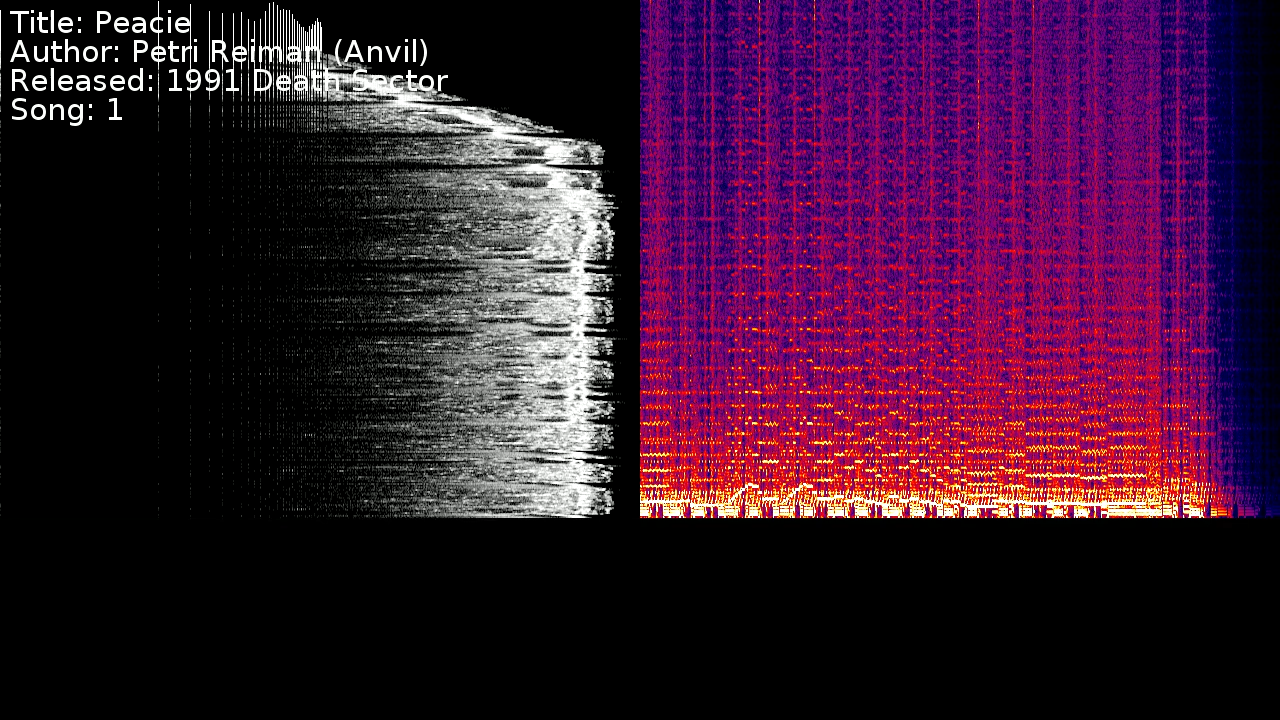 Title: Peacie
Author: Petri Reiman (Anvil)
Released: 1991 Death Sector
Song: 1